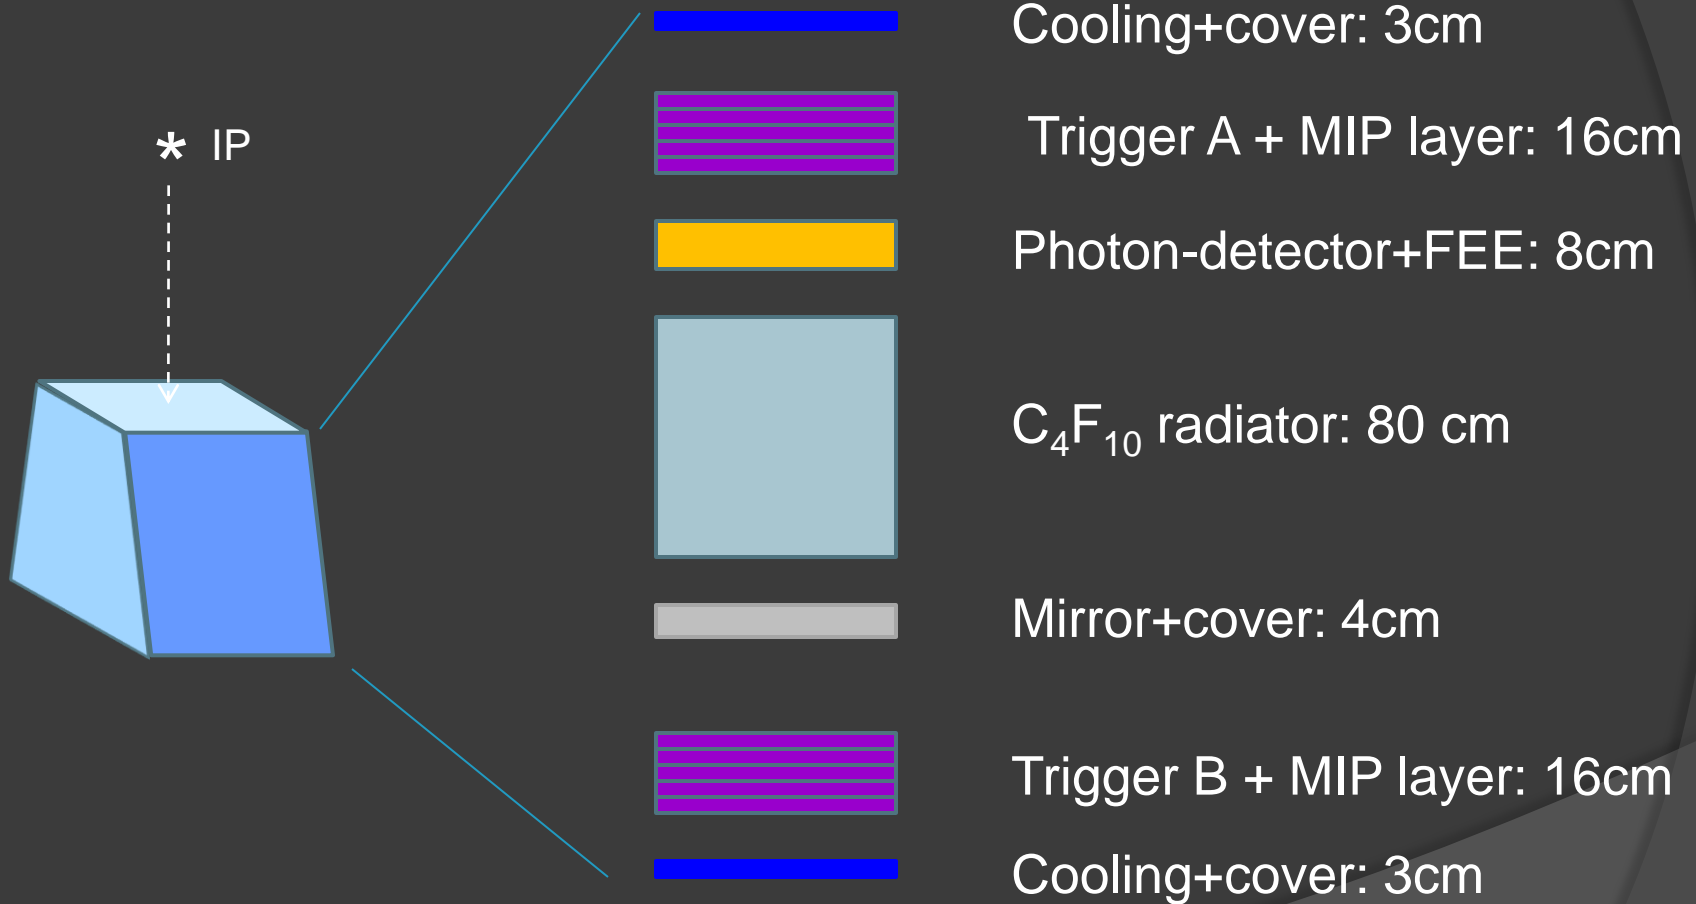 Cooling+cover: 3cm
* IP
Trigger A + MIP layer: 16cm
Photon-detector+FEE: 8cm
C₄F₁₀ radiator: 80 cm
Mirror+cover: 4cm
Trigger B + MIP layer: 16cm
Cooling+cover: 3cm